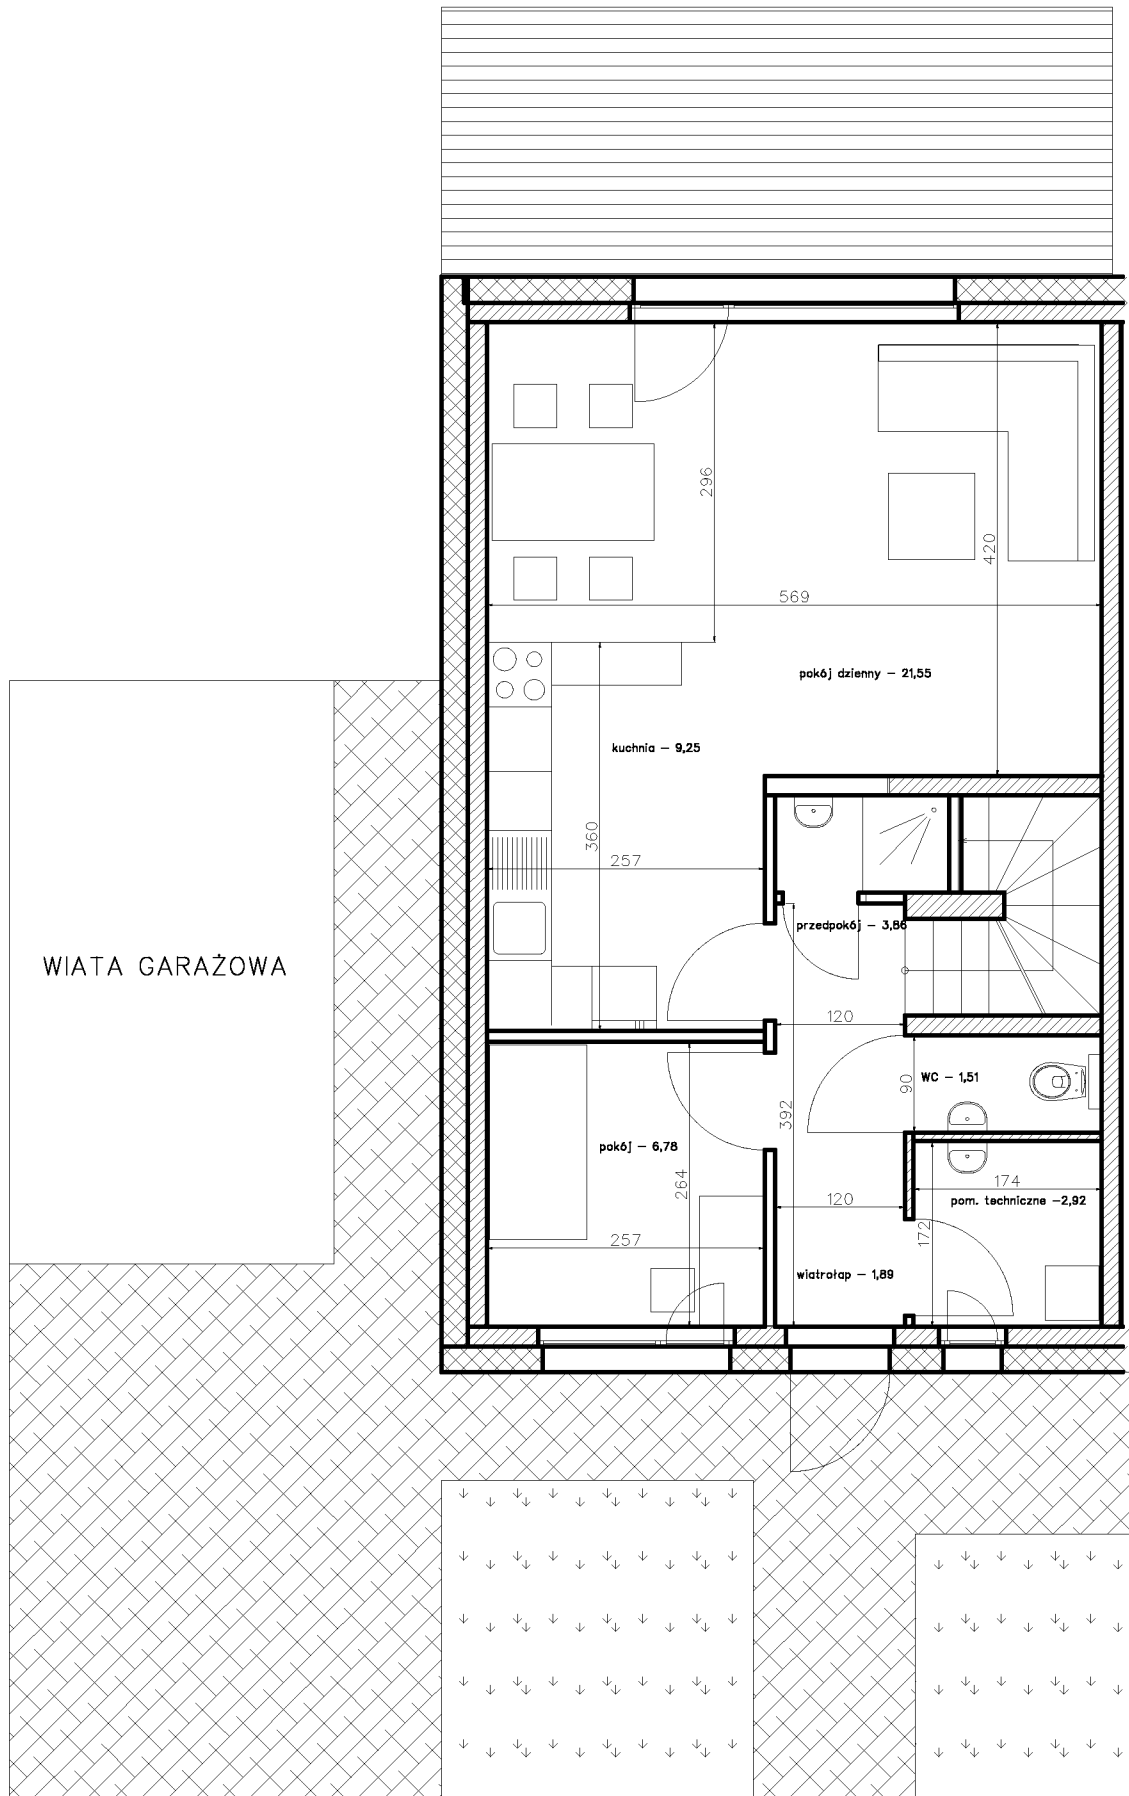 296
420
569
pokój dzienny – 21,55
kuchnia – 9,25
360
257
przedpokój – 3,86
WIATA GARAŻOWA
120
WC – 1,51
90
392
pokój – 6,78
264
174
120
pom. techniczne –2,92
172
257
wiatrołap – 1,89